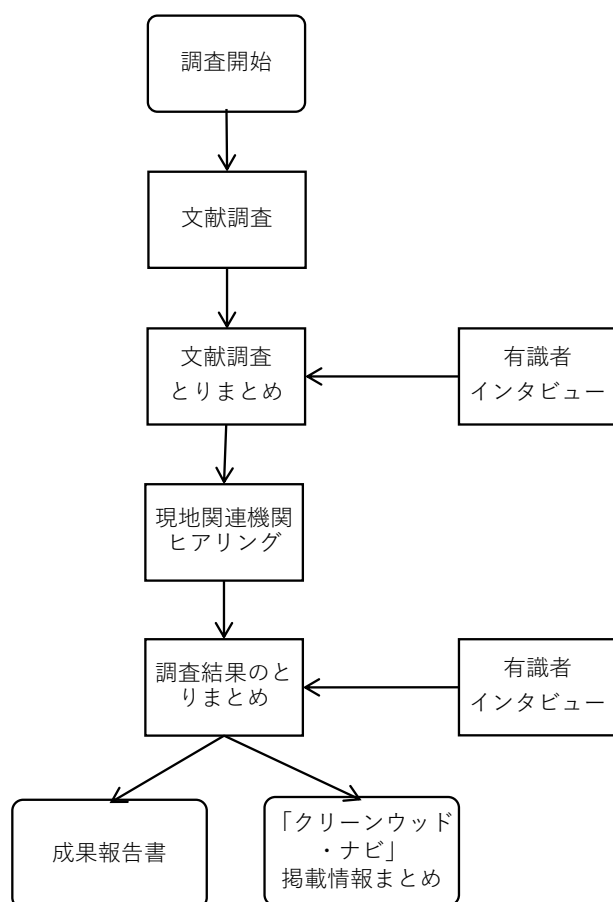 調査開始
文献調査
文献調査
とりまとめ
有識者
インタビュー
現地関連機関
ヒアリング
調査結果のと
りまとめ
有識者
インタビュー
成果報告書
「クリーンウッド
・ナビ」
掲載情報まとめ